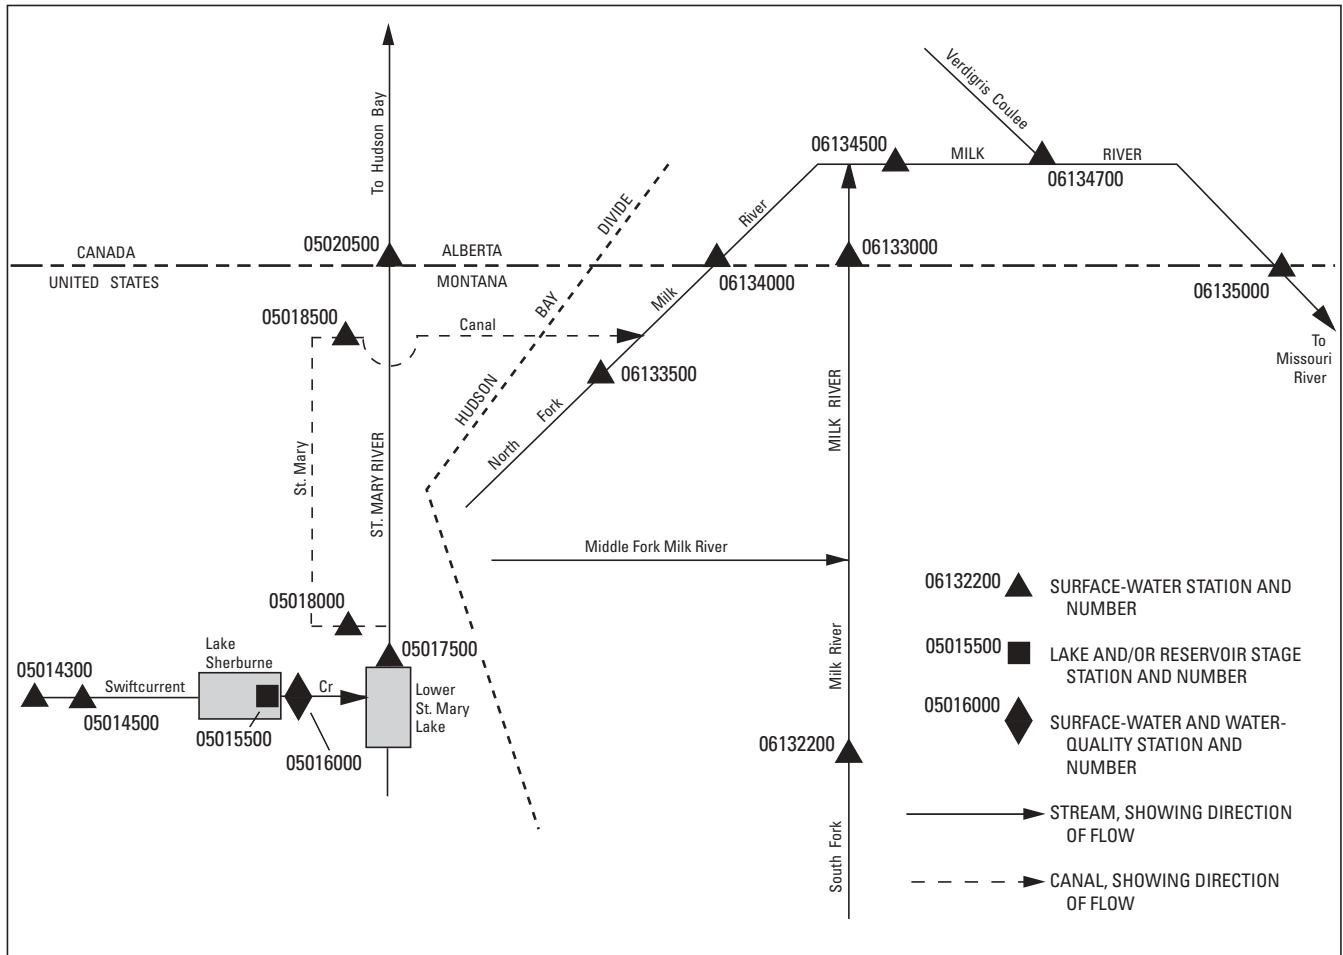 To Hudson Bay
Verdigris Coulee
06134500
MILK
RIVER
06134700
River
DIVIDE
05020500
CANADA
ALBERTA
06133000
UNITED STATES
MONTANA
06134000
06135000
BAY
Milk
05018500
Canal
To
Missouri
River
06133500
HUDSON
Fork
MILK RIVER
North
St. Mary
ST. MARY RIVER
Middle Fork Milk River
05018000
Lake
Sherburne
05017500
05014300
Swiftcurrent
Cr
Lower
St. Mary
Lake
05014500
05015500
05016000
Milk River
06132200
South Fork
06132200
SURFACE-WATER STATION AND
NUMBER
05015500
LAKE AND/OR RESERVOIR STAGE
STATION AND NUMBER
05016000
SURFACE-WATER AND WATER-
QUALITY STATION AND
NUMBER
STREAM, SHOWING DIRECTION
OF FLOW
CANAL, SHOWING DIRECTION
OF FLOW